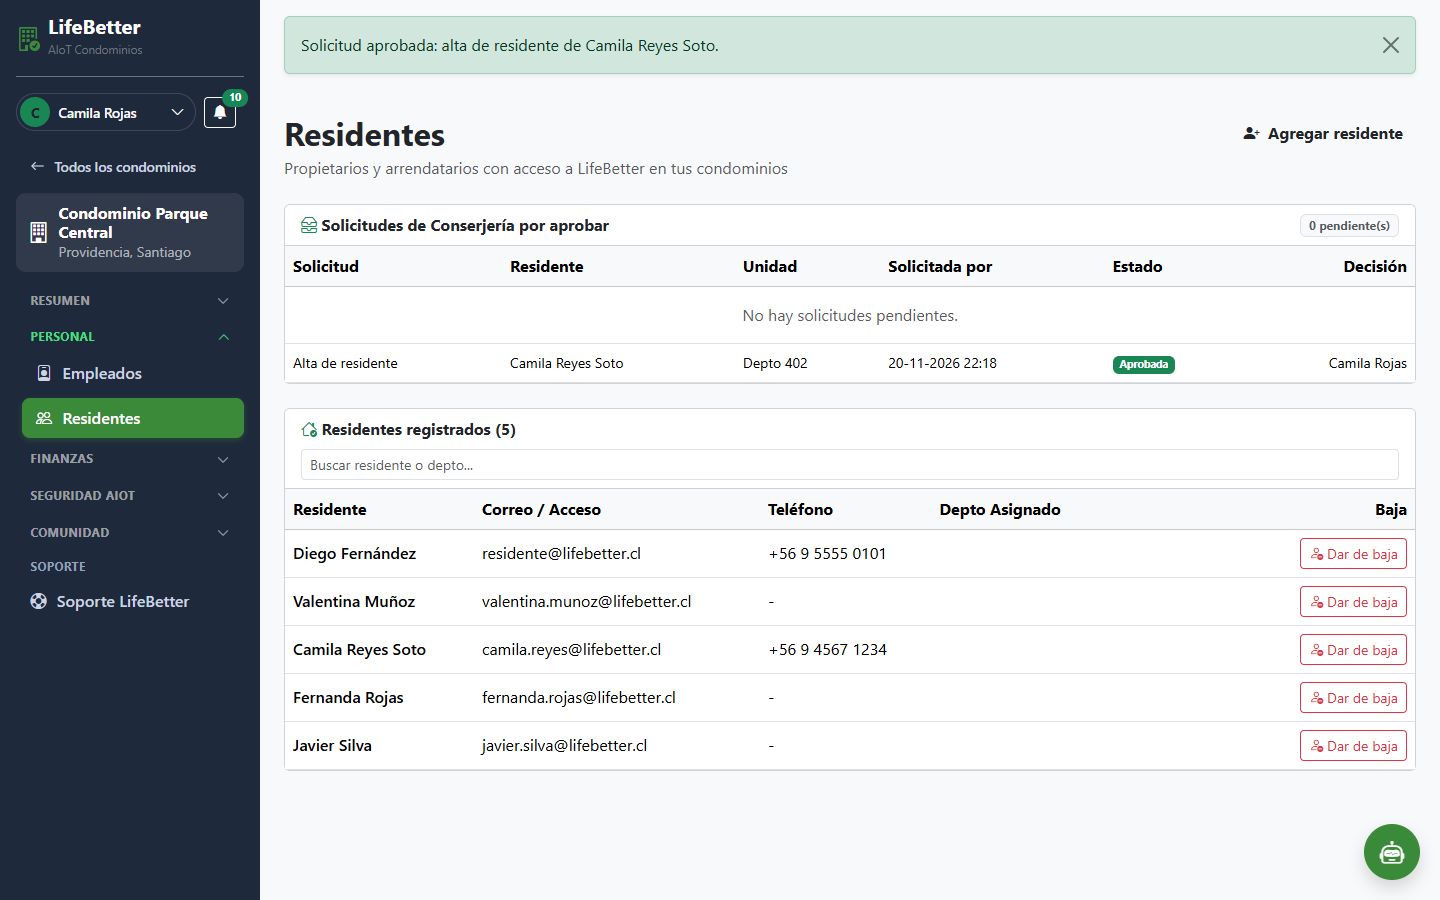 LifeBetter
AIoT Condominios
C
Camila Rojas
10
Todos los condominios
Condominio Parque
Central
Providencia, Santiago
RESUMEN
PERSONAL
Empleados
Residentes
FINANZAS
SEGURIDAD AIOT
COMUNIDAD
SOPORTE
Soporte LifeBetter
Solicitud aprobada: alta de residente de Camila Reyes Soto.
Residentes
Agregar residente
Propietarios y arrendatarios con acceso a LifeBetter en tus condominios
Solicitudes de Conserjería por aprobar
0 pendiente(s)
Solicitud Residente Unidad Solicitada por Estado Decisión
No hay solicitudes pendientes.
Alta de residente Camila Reyes Soto Depto 402 20-11-2026 22:18 Aprobada Camila Rojas
Residentes registrados (5)
Buscar residente o depto...
Residente Correo / Acceso Teléfono Depto Asignado Baja
Diego Fernández residente@lifebetter.cl +56 9 5555 0101 Dar de baja
Valentina Muñoz valentina.munoz@lifebetter.cl - Dar de baja
Camila Reyes Soto camila.reyes@lifebetter.cl +56 9 4567 1234 Dar de baja
Fernanda Rojas fernanda.rojas@lifebetter.cl - Dar de baja
Javier Silva javier.silva@lifebetter.cl - Dar de baja